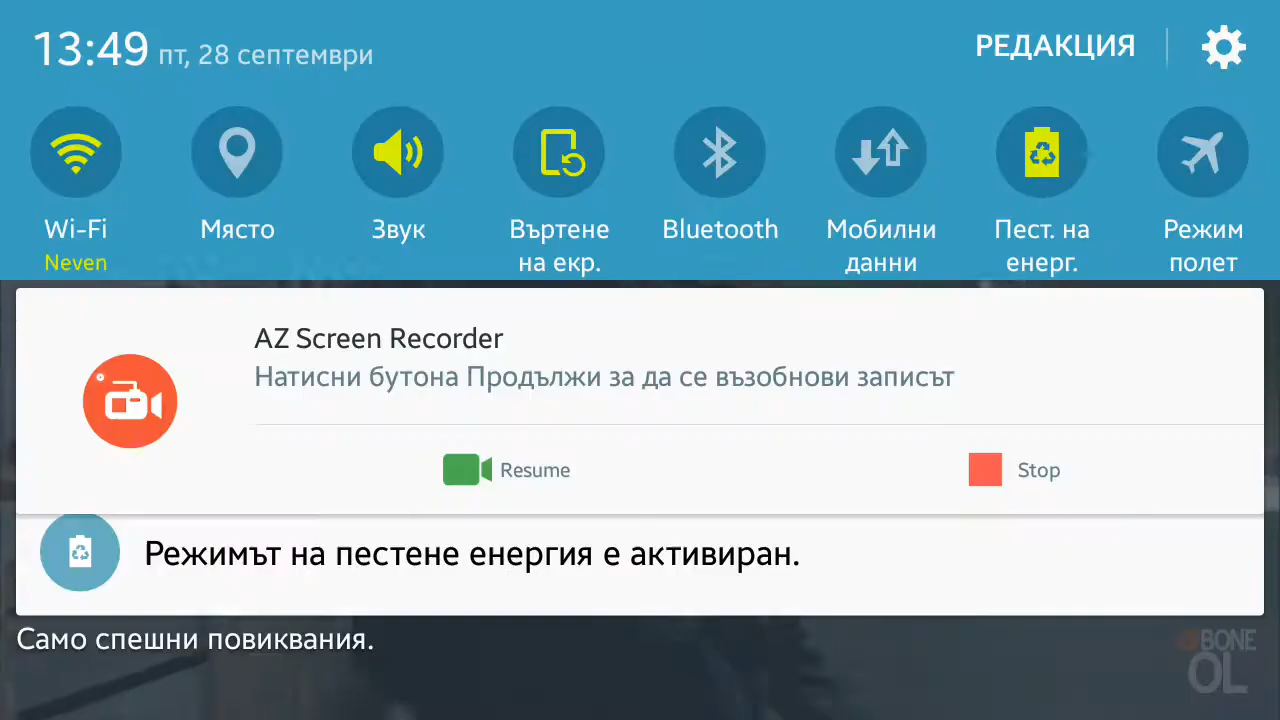 13:49 пт, 28 септември
РЕДАКЦИЯ
Wi-Fi
Neven
Място
Звук
Въртене
на екр.
Bluetooth
Мобилни
данни
Пест. на
енерг.
Режим
полет
AZ Screen Recorder
Натисни бутона Продължи за да се възобнови записът
Resume
Stop
Режимът на пестене енергия е активиран.
Само спешни повиквания.
BONE
OL